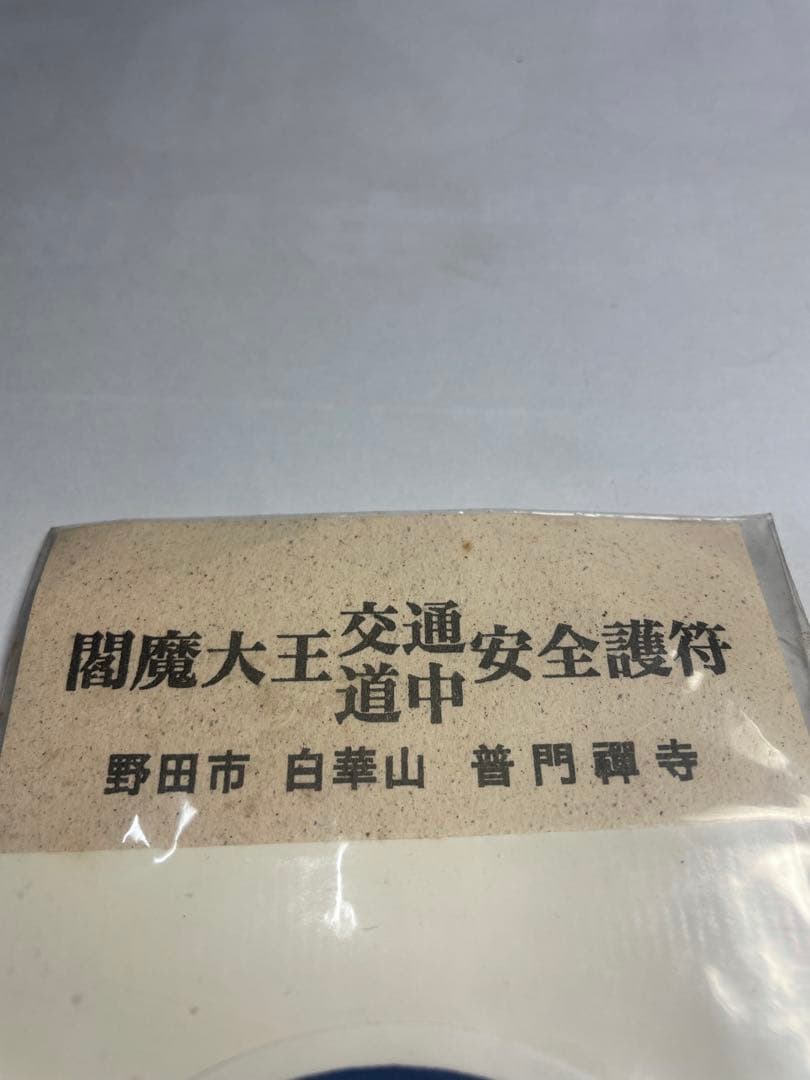 閻魔大王交通道中安全護符
野田市 白華山 普門禪寺